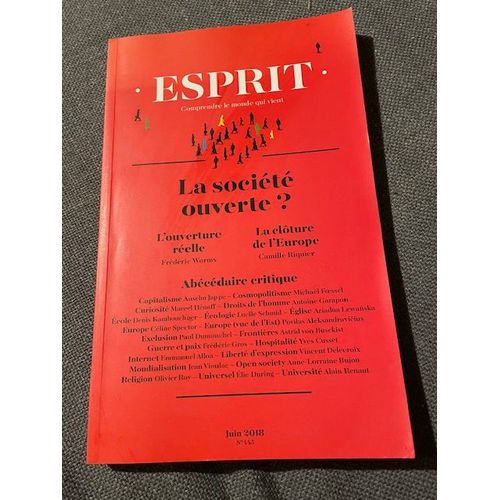 · ESPRIT ·
Comprendre le monde qui vient
La société
ouverte ?
L'ouverture
réelle
Frédéric Worms
La clôture
de l'Europe
Camille Riquier
Abécédaire critique
Capitalisme Anselm Jappe – Cosmopolitisme Michaël Fœssel
Curiosité Marcel Hénaff – Droits de l'homme Antoine Garapon
École Denis Kambouchner – Écologie Lucile Schmid – Église Ariadna Lewańska
Europe Céline Spector – Europe (vue de l'Est) Povilas Aleksandravičius
Exclusion Paul Dumouchel – Frontières Astrid von Busekist
Guerre et paix Frédéric Gros – Hospitalité Yves Cusset
Internet Emmanuel Alloa – Liberté d'expression Vincent Delecroix
Mondialisation Jean Vioulac – Open society Anne-Lorraine Bujon
Religion Olivier Roy – Universel Élie During – Université Alain Renaut
Juin 2018
N°445